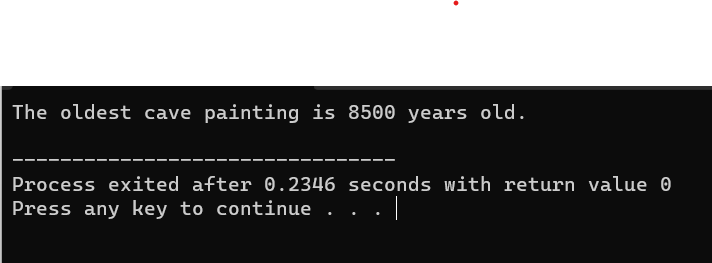 The oldest cave painting is 8500 years old.
--------------------------------
Process exited after 0.2346 seconds with return value 0
Press any key to continue . . .